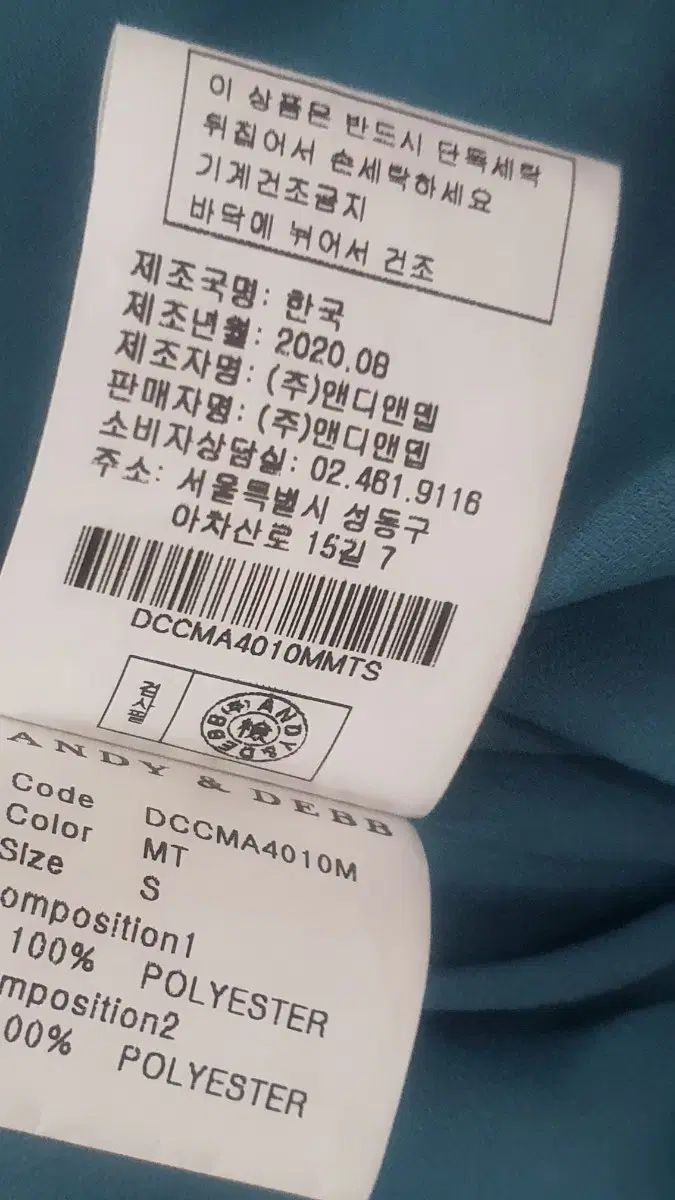 이 상품은 반드시 단독세탁
뒤집어서 손세탁하세요
기계건조금지
바닥에 뉘어서 건조
제조국명: 한국
제조년월: 2020.08
제조자명: (주)앤디앤뎁
판매자명: (주)앤디앤뎁
소비자상담실: 02.461.9116
주소: 서울특별시 성동구
아차산로 15길 7
DCCMA4010MMTS
검사필
ANDY & DEBB (주)
檢
ANDY & DEBB
Code DCCMA4010M
Color MT
Size S
omposition1
100% POLYESTER
mposition2
00% POLYESTER